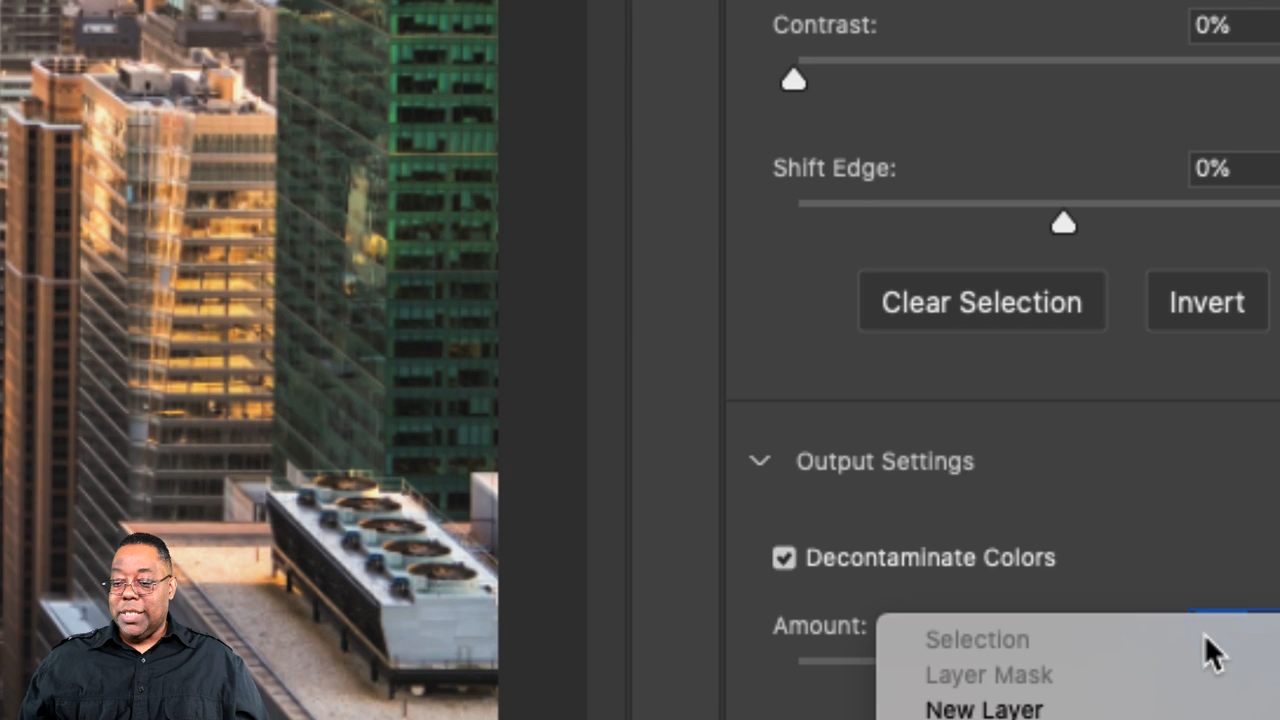 Contrast:
0%
Shift Edge:
0%
Clear Selection
Invert
Output Settings
Decontaminate Colors
Amount:
Selection
Layer Mask
New Layer